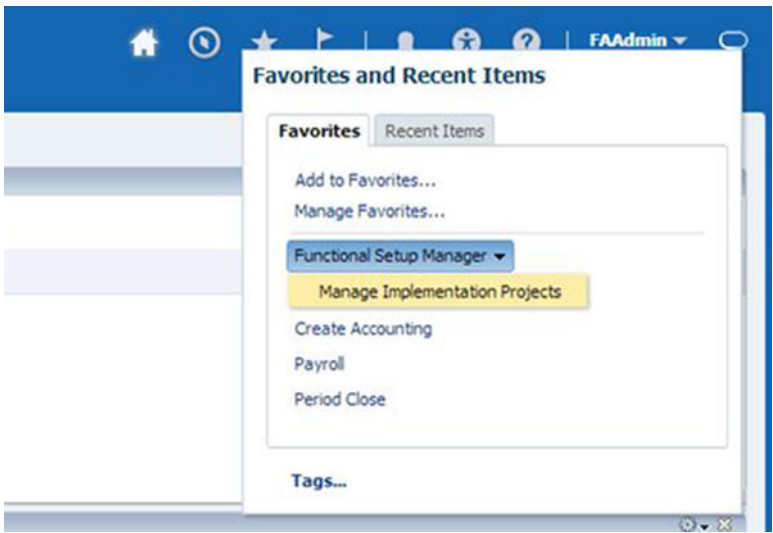 FAAdmin
Favorites and Recent Items
Favorites Recent Items
Add to Favorites...
Manage Favorites...
Functional Setup Manager
Manage Implementation Projects
Create Accounting
Payroll
Period Close
Tags...